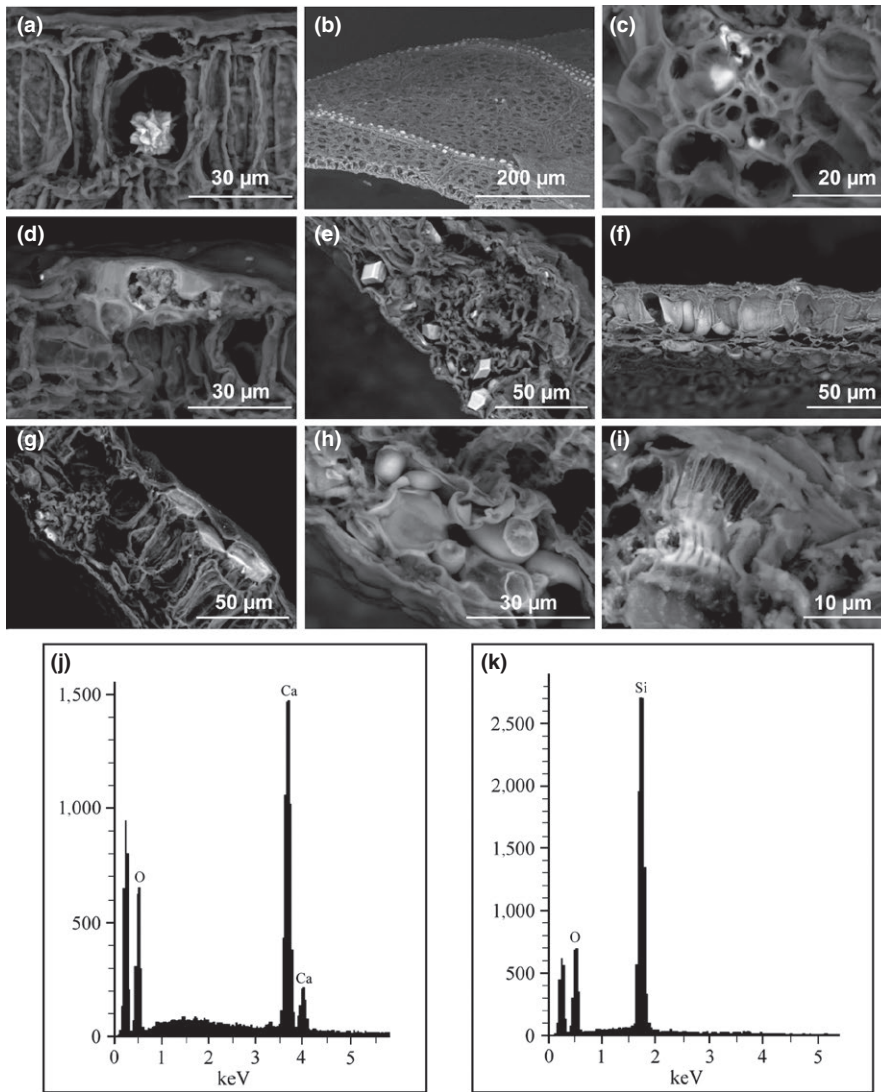 (a)
30 µm
(b)
200 µm
(c)
20 µm
(d)
30 µm
(e)
50 µm
(f)
50 µm
(g)
50 µm
(h)
30 µm
(i)
10 µm
(j)
1,500
1,000
500
0
O
Ca
Ca
0 1 2 3 4 5
keV
(k)
2,500
2,000
1,500
1,000
500
0
O
Si
0 1 2 3 4 5
keV